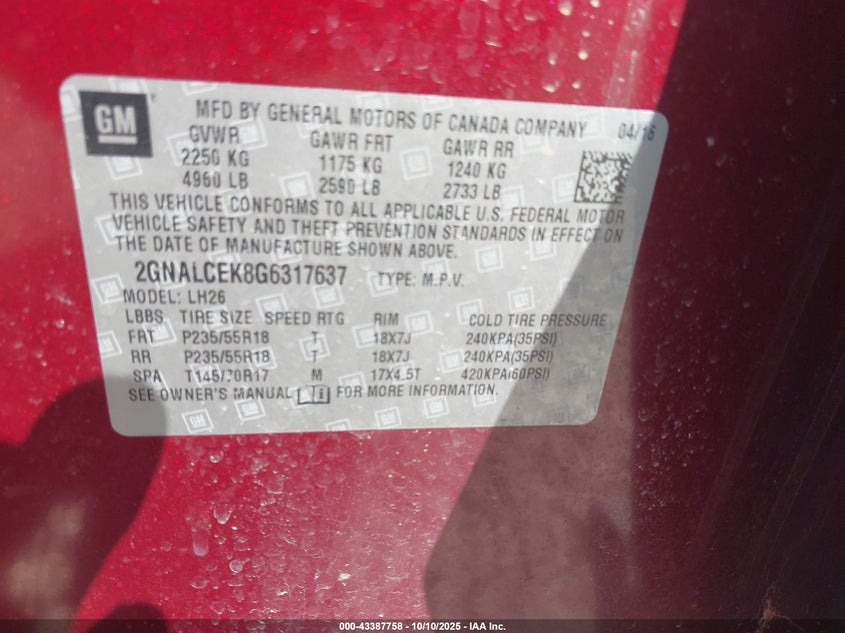 GM MFD BY GENERAL MOTORS OF CANADA COMPANY 04/16
GVWR GAWR FRT GAWR RR
2250 KG 1175 KG 1240 KG
4960 LB 2590 LB 2733 LB
THIS VEHICLE CONFORMS TO ALL APPLICABLE U.S. FEDERAL MOTOR
VEHICLE SAFETY AND THEFT PREVENTION STANDARDS IN EFFECT ON
THE DATE OF MANUFACTURE SHOWN ABOVE.
2GNALCEK8G6317637 TYPE: M.P.V.
MODEL: LH26
LBBS TIRE SIZE SPEED RTG RIM COLD TIRE PRESSURE
FRT P235/55R18 T 18X7J 240KPA(35PSI)
RR P235/55R18 T 18X7J 240KPA(35PSI)
SPA T145/70R17 M 17X4.5T 420KPA(60PSI)
SEE OWNER'S MANUAL FOR MORE INFORMATION.
000-43387758 - 10/10/2025 - IAA Inc.